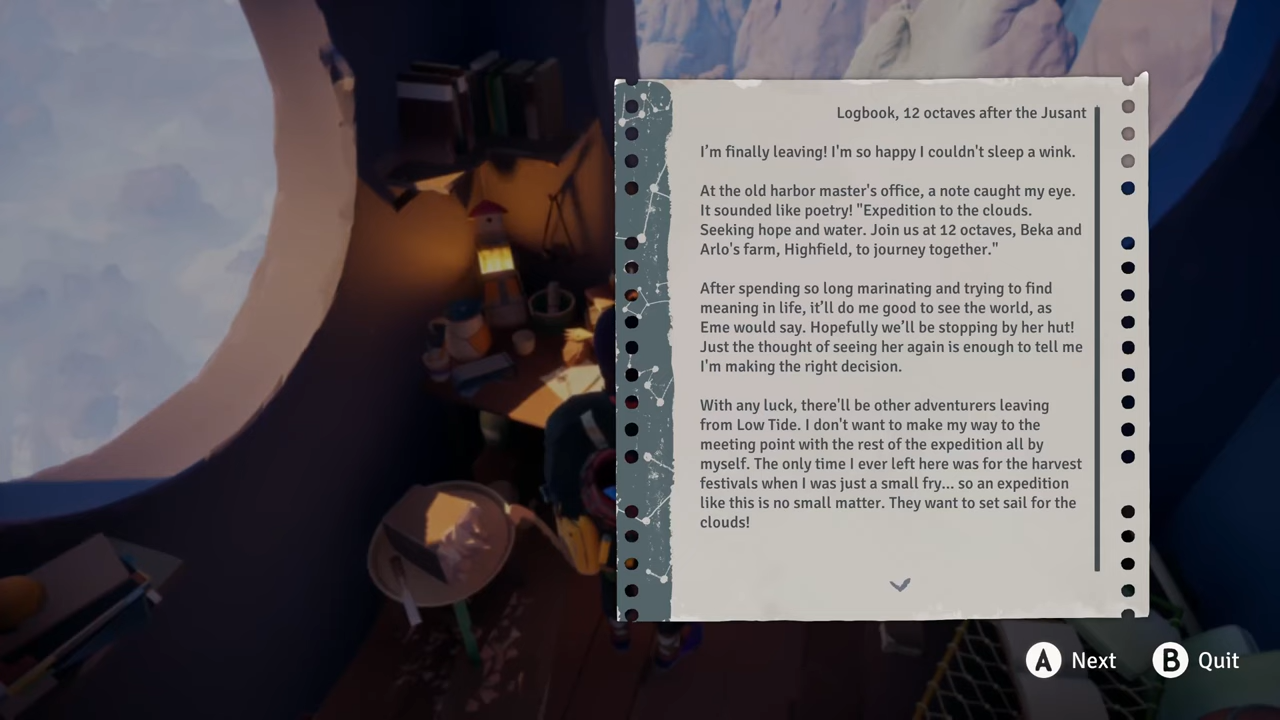 Logbook, 12 octaves after the Jusant
I’m finally leaving! I'm so happy I couldn't sleep a wink.
At the old harbor master's office, a note caught my eye.
It sounded like poetry! "Expedition to the clouds.
Seeking hope and water. Join us at 12 octaves, Beka and
Arlo's farm, Highfield, to journey together."
After spending so long marinating and trying to find
meaning in life, it’ll do me good to see the world, as
Eme would say. Hopefully we’ll be stopping by her hut!
Just the thought of seeing her again is enough to tell me
I'm making the right decision.
With any luck, there'll be other adventurers leaving
from Low Tide. I don't want to make my way to the
meeting point with the rest of the expedition all by
myself. The only time I ever left here was for the harvest
festivals when I was just a small fry... so an expedition
like this is no small matter. They want to set sail for the
clouds!
A Next B Quit